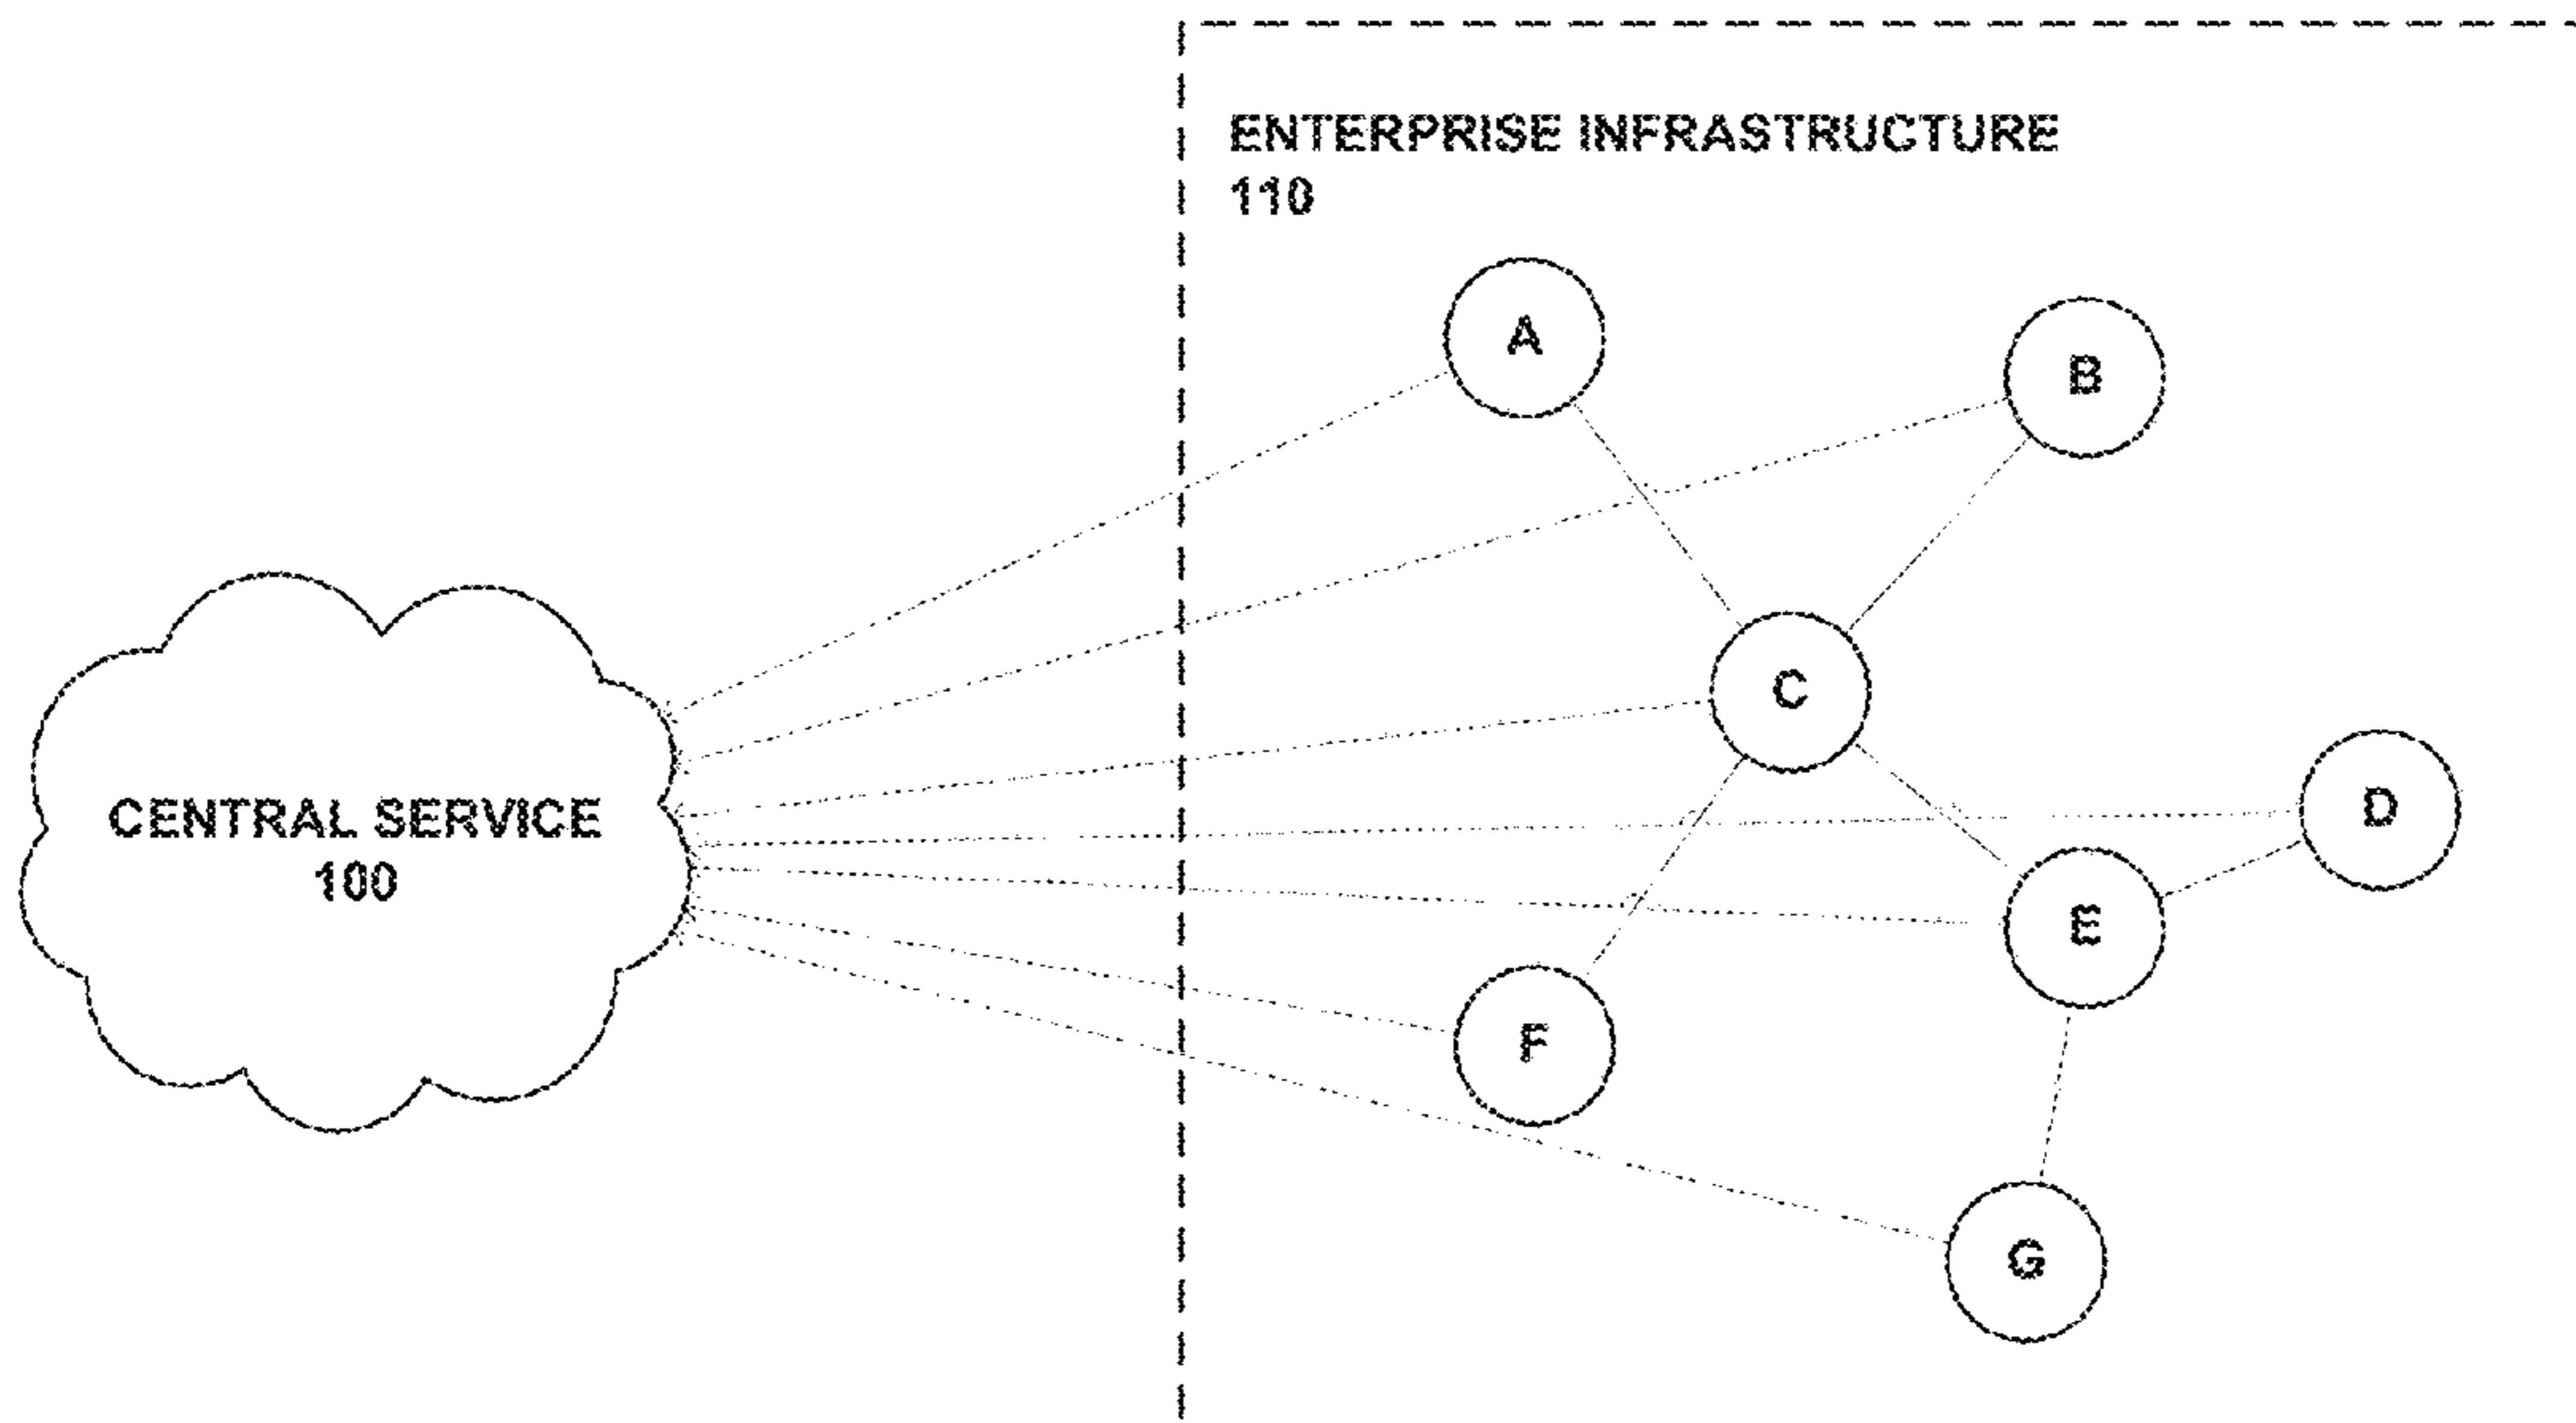 ENTERPRISE INFRASTRUCTURE
110
A
B
C
CENTRAL SERVICE
100
D
E
F
G